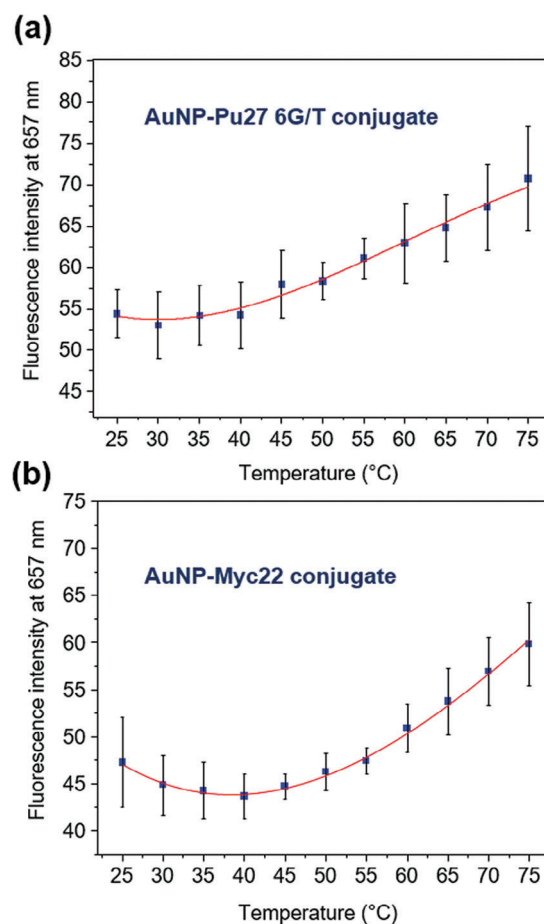 (a)
85
80
75
70
65
60
55
50
45
Fluorescence intensity at 657 nm
AuNP-Pu27 6G/T conjugate
25 30 35 40 45 50 55 60 65 70 75
Temperature (°C)
(b)
75
70
65
60
55
50
45
40
Fluorescence intensity at 657 nm
AuNP-Myc22 conjugate
25 30 35 40 45 50 55 60 65 70 75
Temperature (°C)